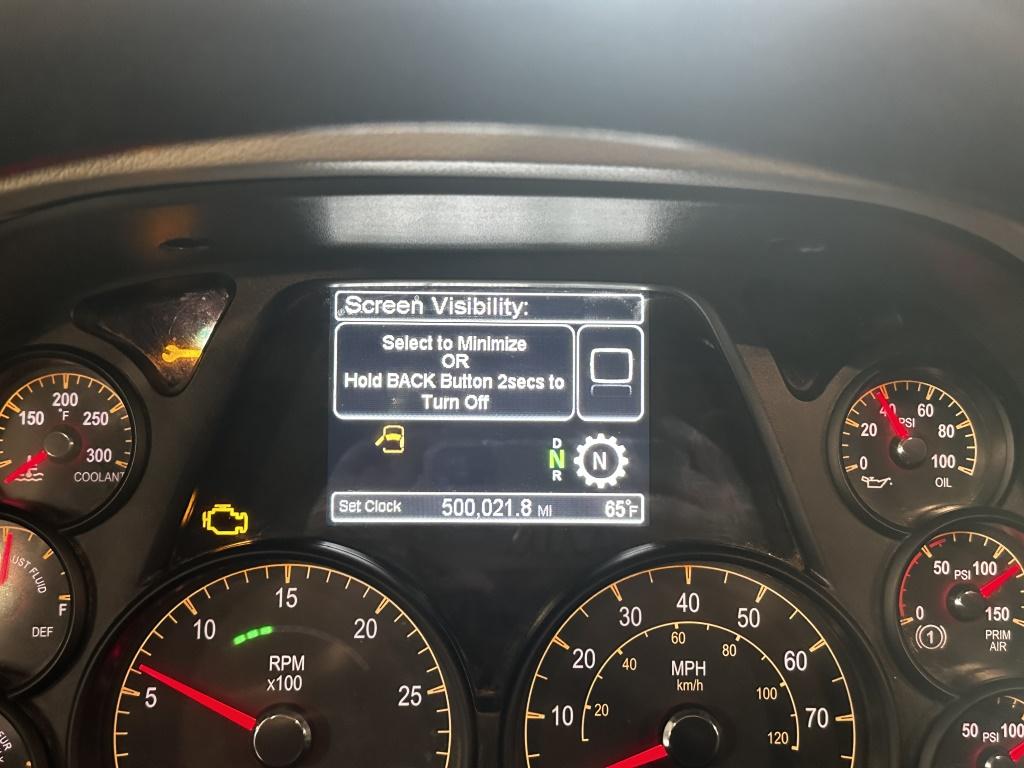 Screen Visibility:
Select to Minimize
OR
Hold BACK Button 2secs to
Turn Off
D
N
R
N
Set Clock 500,021.8 MI 65°F
150 200 250 300
°F
COOLANT
0 20 40 60 80 100
PSI
OIL
F
DEF
0 50 PSI 100 150
1
PRIM
AIR
5 10 15 20 25
RPM
x100
10 20 30 40 50 60 70
MPH
km/h
20 40 60 80 100 120
50 PSI 100